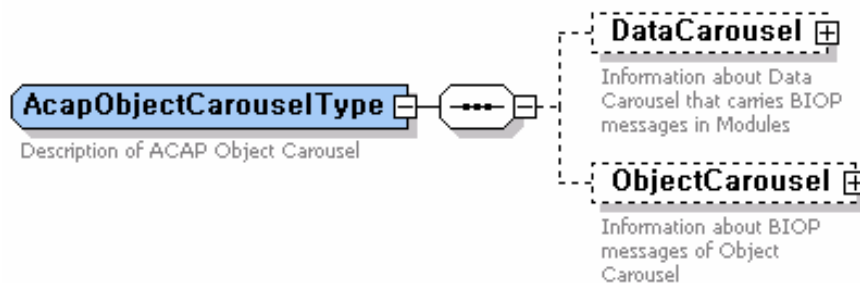 DataCarousel
Information about Data
Carousel that carries BIOP
messages in Modules
AcapObjectCarouselType
Description of ACAP Object Carousel
ObjectCarousel
Information about BIOP
messages of Object
Carousel